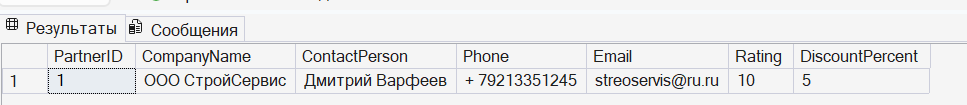 Результаты Сообщения
PartnerID CompanyName ContactPerson Phone Email Rating DiscountPercent
1 1 ООО СтройСервис Дмитрий Варфеев + 79213351245 streoservis@ru.ru 10 5